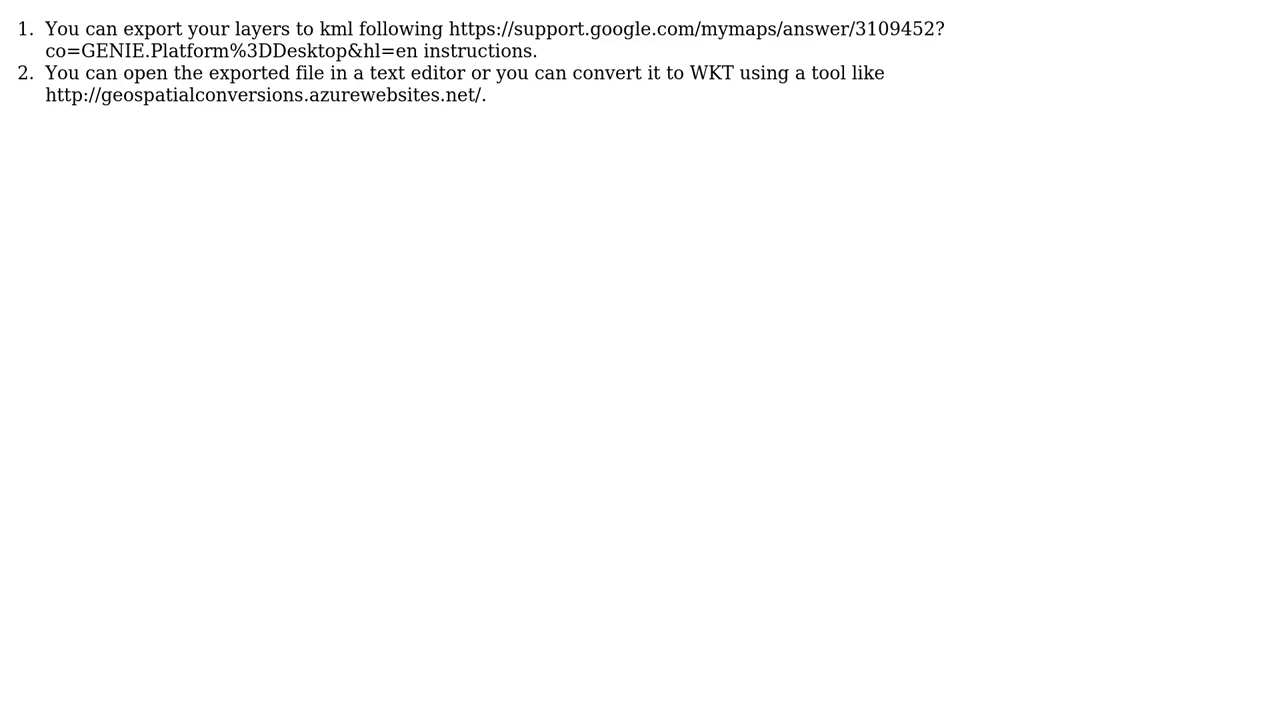 1. You can export your layers to kml following https://support.google.com/mymaps/answer/3109452?
co=GENIE.Platform%3DDesktop&hl=en instructions.
2. You can open the exported file in a text editor or you can convert it to WKT using a tool like
http://geospatialconversions.azurewebsites.net/.